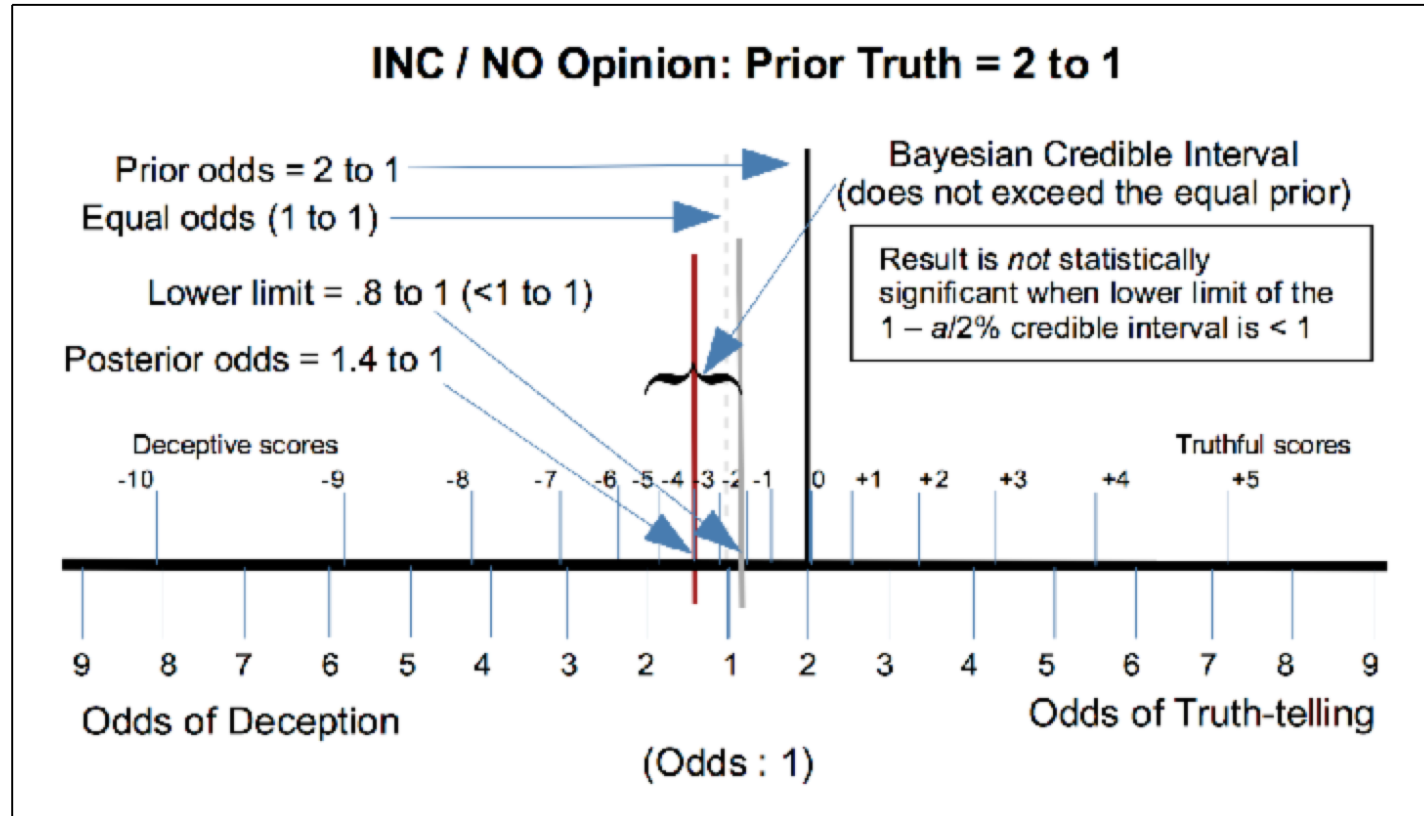 INC / NO Opinion: Prior Truth = 2 to 1
Prior odds = 2 to 1
Equal odds (1 to 1)
Lower limit = .8 to 1 (<1 to 1)
Posterior odds = 1.4 to 1
Bayesian Credible Interval
(does not exceed the equal prior)
Result is not statistically
significant when lower limit of the
1 – a/2% credible interval is < 1
Deceptive scores
Truthful scores
-10 -9 -8 -7 -6 -5 -4 -3 -2 -1 0 +1 +2 +3 +4 +5
9 8 7 6 5 4 3 2 1 2 3 4 5 6 7 8 9
Odds of Deception
Odds of Truth-telling
(Odds : 1)